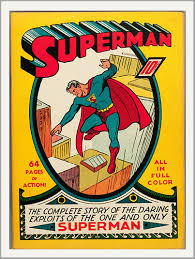 SUPERMAN
10¢
64
PAGES
OF
ACTION!
ALL
IN
FULL
COLOR
THE COMPLETE STORY OF THE DARING
EXPLOITS OF THE ONE AND ONLY
SUPERMAN